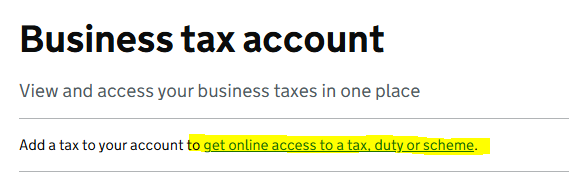 Business tax account
View and access your business taxes in one place
Add a tax to your account to get online access to a tax, duty or scheme.